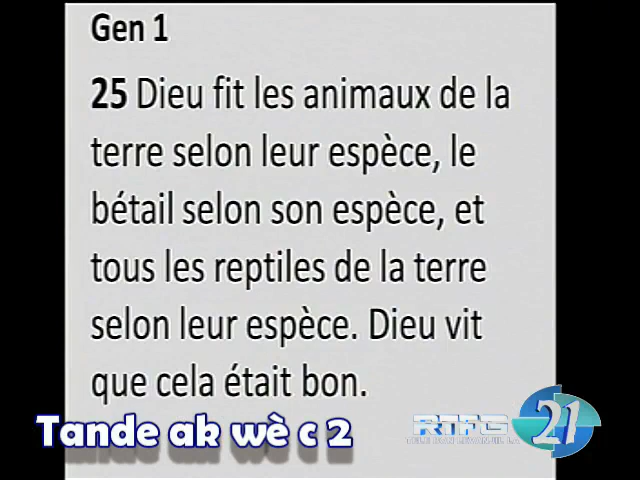 Gen 1
25 Dieu fit les animaux de la
terre selon leur espèce, le
bétail selon son espèce, et
tous les reptiles de la terre
selon leur espèce. Dieu vit
que cela était bon.
Tande ak wè c 2
RTFG 21